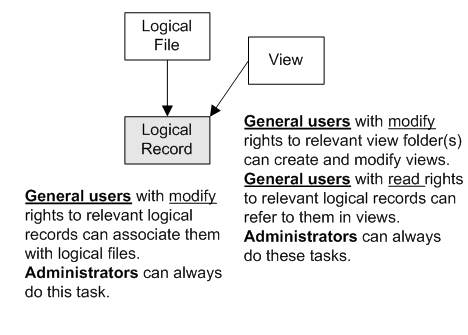 Logical
File
View
Logical
Record
General users with modify
rights to relevant view folder(s)
can create and modify views.
General users with read rights
to relevant logical records can
refer to them in views.
Administrators can always
do these tasks.
General users with modify
rights to relevant logical
records can associate them
with logical files.
Administrators can always
do this task.